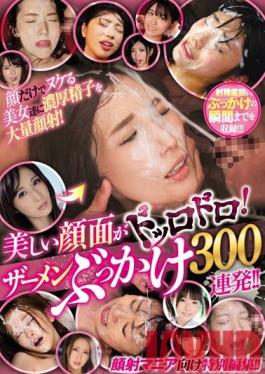 顔だけでヌケる
美女達に濃厚精子を
大量顔射!
射精直前から
ぶっかけの
瞬間までを
収録!!!
美しい顔面がドッロドロ!
ザーメンぶっかけ300連発!!
顔射マニア向け特別編集!!